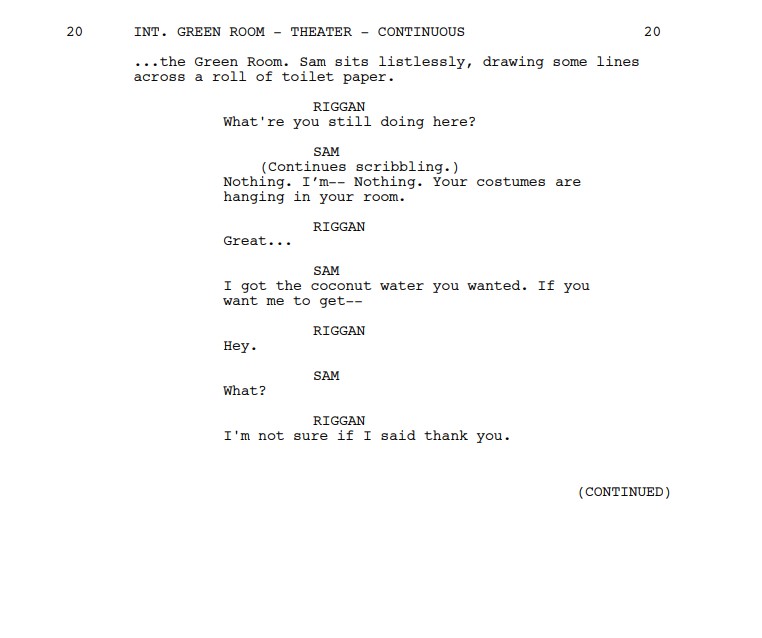 20 INT. GREEN ROOM – THEATER – CONTINUOUS 20
...the Green Room. Sam sits listlessly, drawing some lines
across a roll of toilet paper.
RIGGAN
What're you still doing here?
SAM
(Continues scribbling.)
Nothing. I’m-- Nothing. Your costumes are
hanging in your room.
RIGGAN
Great...
SAM
I got the coconut water you wanted. If you
want me to get--
RIGGAN
Hey.
SAM
What?
RIGGAN
I'm not sure if I said thank you.
(CONTINUED)